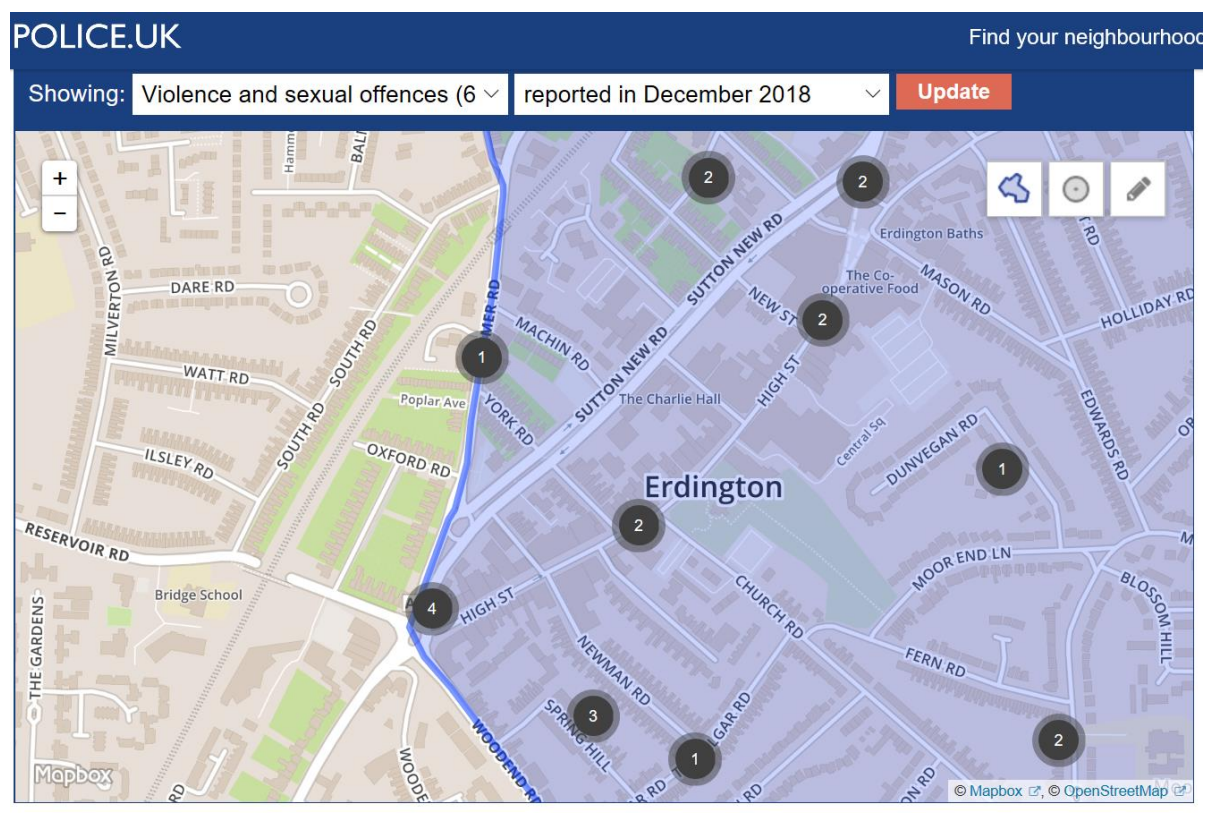 POLICE.UK
Find your neighbourhood
Showing:
Violence and sexual offences (6
reported in December 2018
Update
+
−
2
2
SUTTON NEW RD
Erdington Baths
MILVERTON RD
DARE RD
The Co-
operative Food
MASON RD
NEW ST
2
HOLLIDAY RD
MACHIN RD
1
SOUTH RD
WATT RD
SUTTON NEW RD
HIGH ST
Poplar Ave
YORK RD
The Charlie Hall
Central Sq
EDWARDS RD
SOUTH RD
ILSLEY RD
OXFORD RD
DUNVEGAN RD
1
Erdington
2
RESERVOIR RD
MOOR END LN
Bridge School
4
HIGH ST
CHURCH RD
BLOSSOM HILL
THE GARDENS
NEWMAN RD
FERN RD
3
SPRING HILL
1
2
WOODEND RD
RD
RD
Mapbox
© Mapbox, © OpenStreetMap